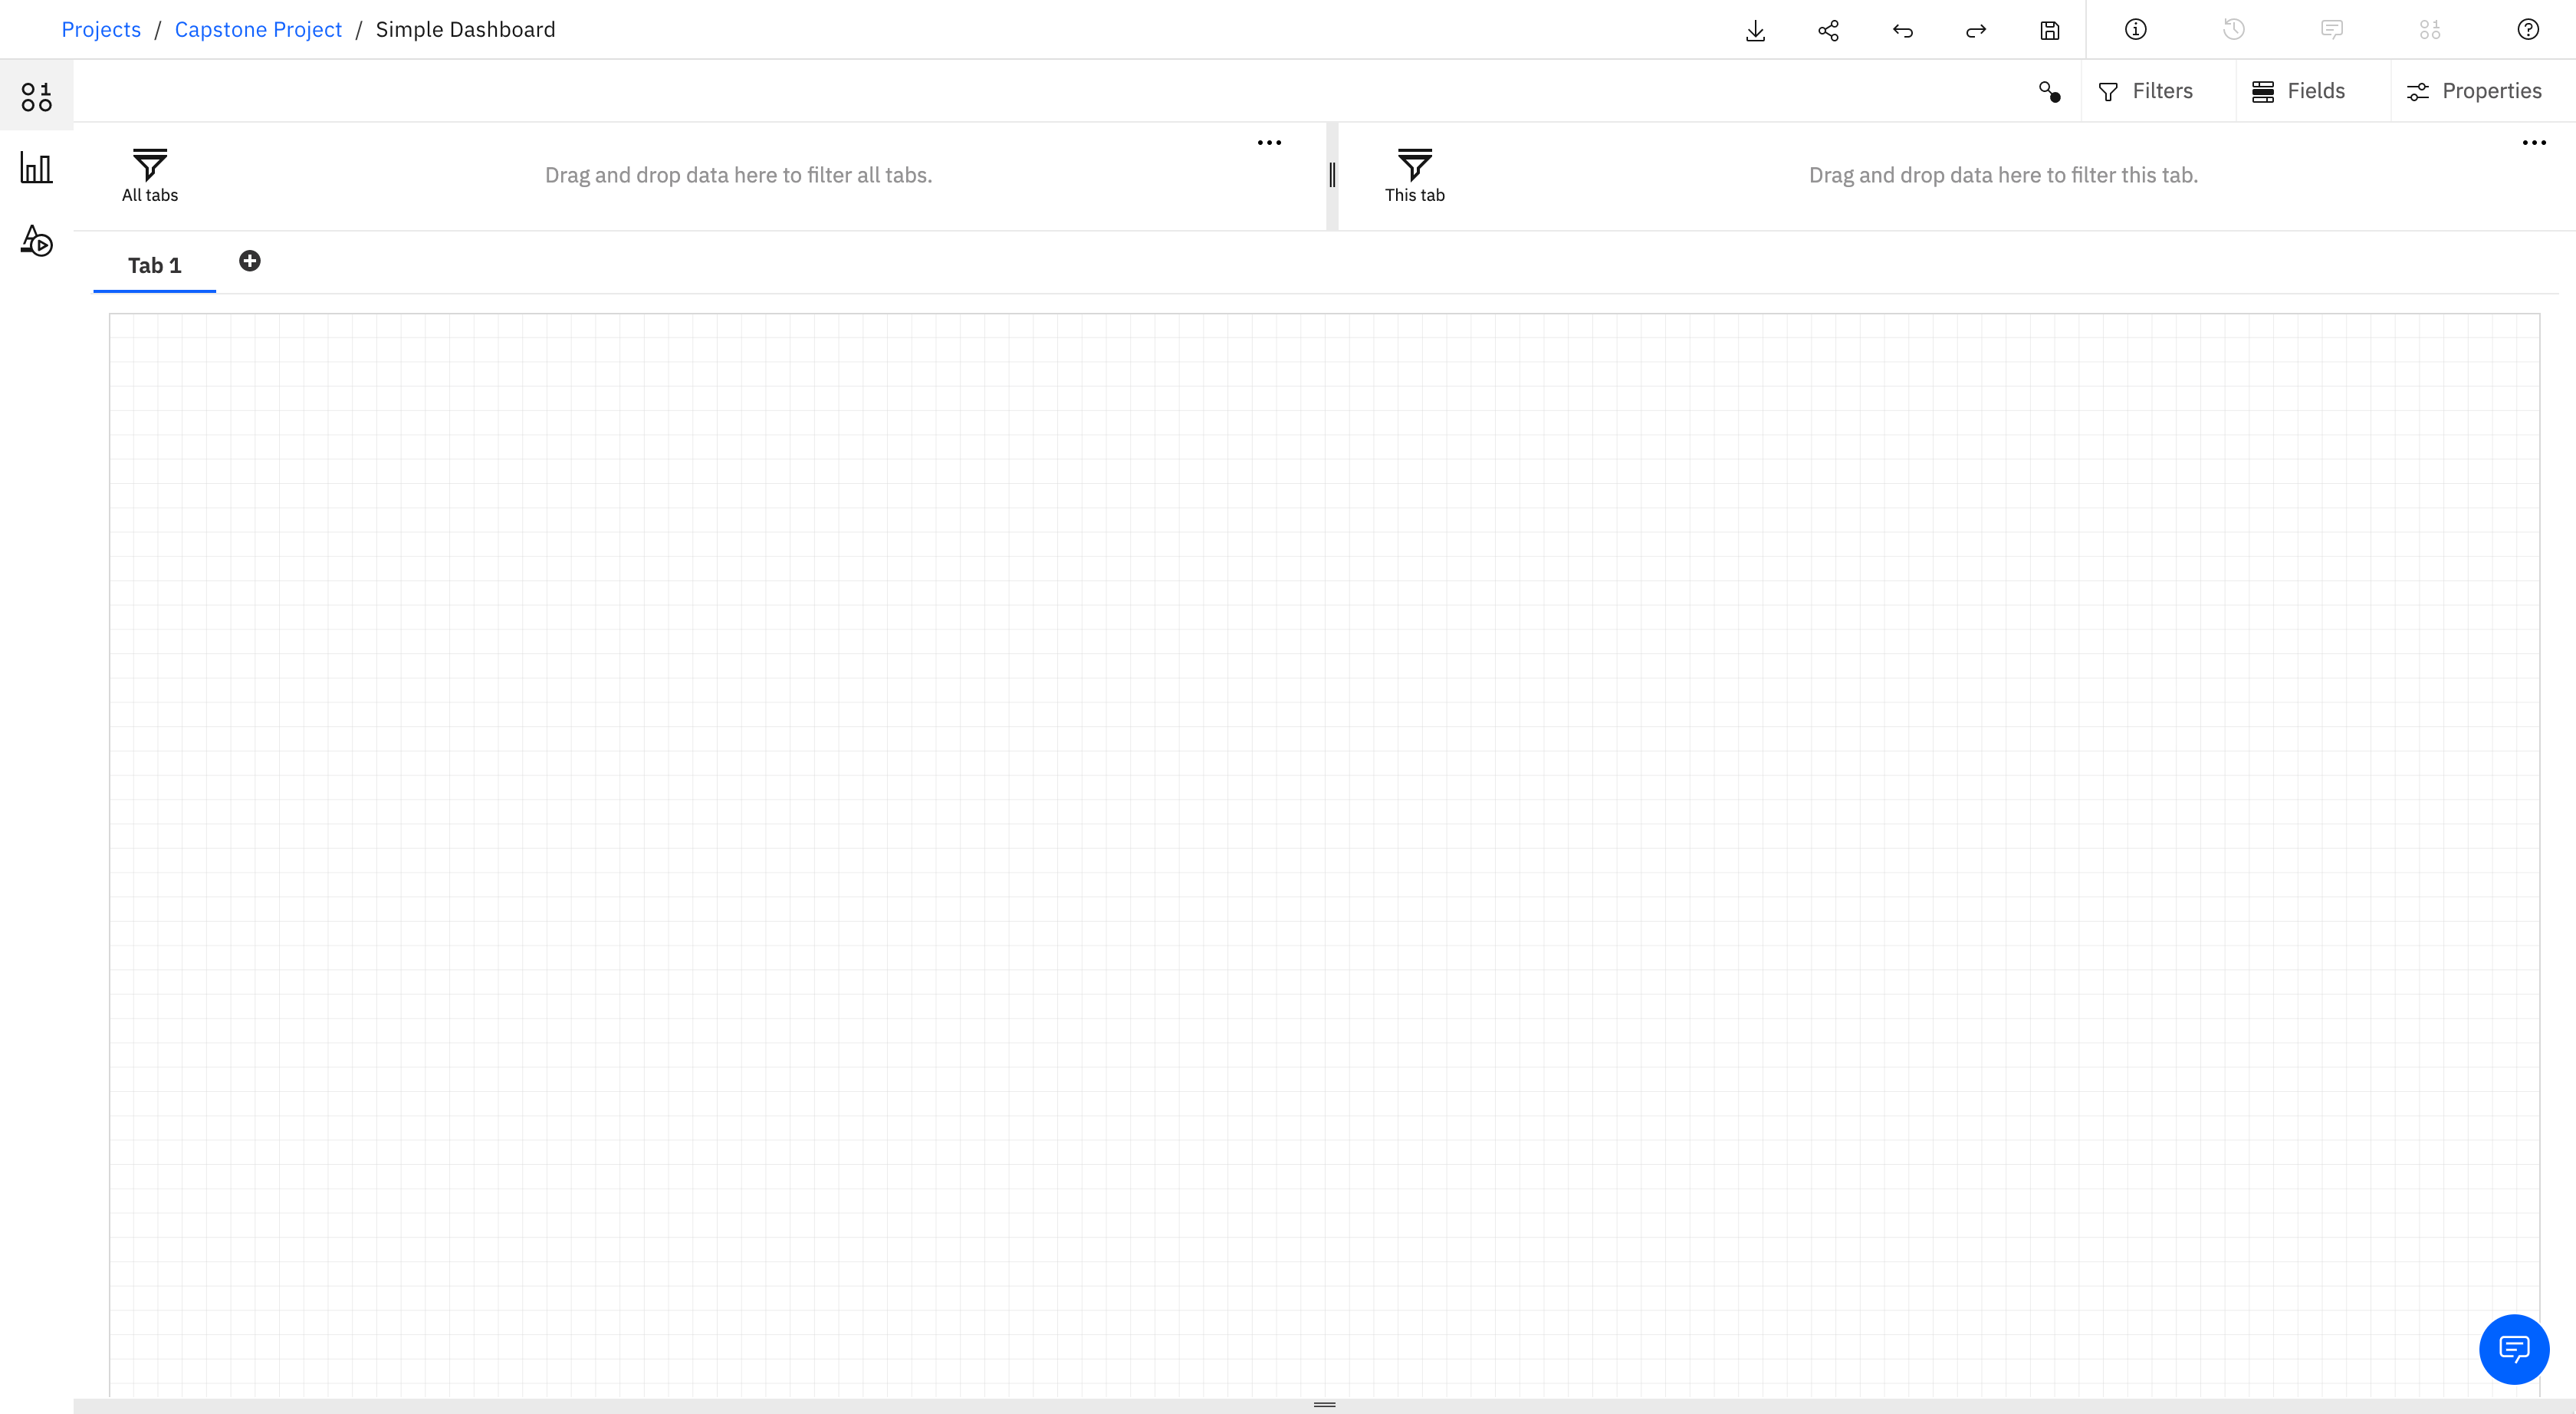 Projects / Capstone Project / Simple Dashboard
Filters
Fields
Properties
All tabs
Drag and drop data here to filter all tabs.
This tab
Drag and drop data here to filter this tab.
Tab 1